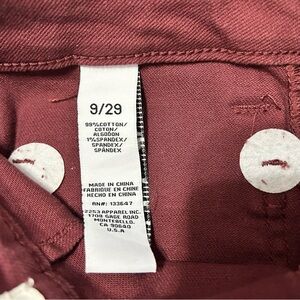 9/29
99%COTTON/
COTON/
ALGODON
1%SPANDEX/
SPANDEX/
SPANDEX
MADE IN CHINA
FABRIQUE EN CHINE
HECHO EN CHINA
RN#: 133647
2253 APPAREL INC.
1708 GAGE ROAD
MONTEBELLO,
CA 90640
U.S.A